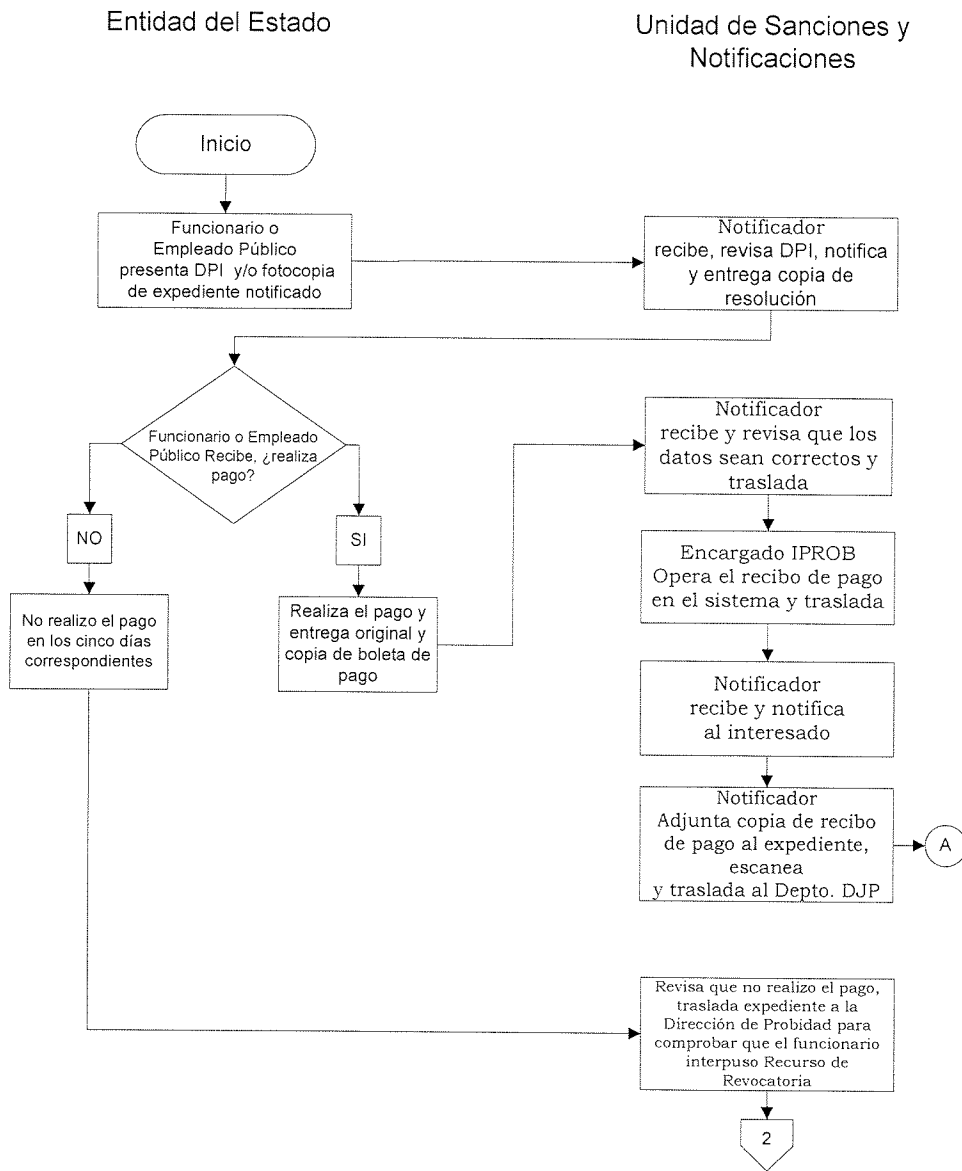 Entidad del Estado
Unidad de Sanciones y
Notificaciones
Inicio
Funcionario o
Empleado Público
presenta DPI y/o fotocopia
de expediente notificado
Notificador
recibe, revisa DPI, notifica
y entrega copia de
resolución
Funcionario o Empleado
Público Recibe, ¿realiza
pago?
NO
SI
No realizo el pago
en los cinco días
correspondientes
Realiza el pago y
entrega original y
copia de boleta de
pago
Notificador
recibe y revisa que los
datos sean correctos y
traslada
Encargado IPROB
Opera el recibo de pago
en el sistema y traslada
Notificador
recibe y notifica
al interesado
Notificador
Adjunta copia de recibo
de pago al expediente,
escanea
y traslada al Depto. DJP
A
Revisa que no realizo el pago,
traslada expediente a la
Dirección de Probidad para
comprobar que el funcionario
interpuso Recurso de
Revocatoria
2